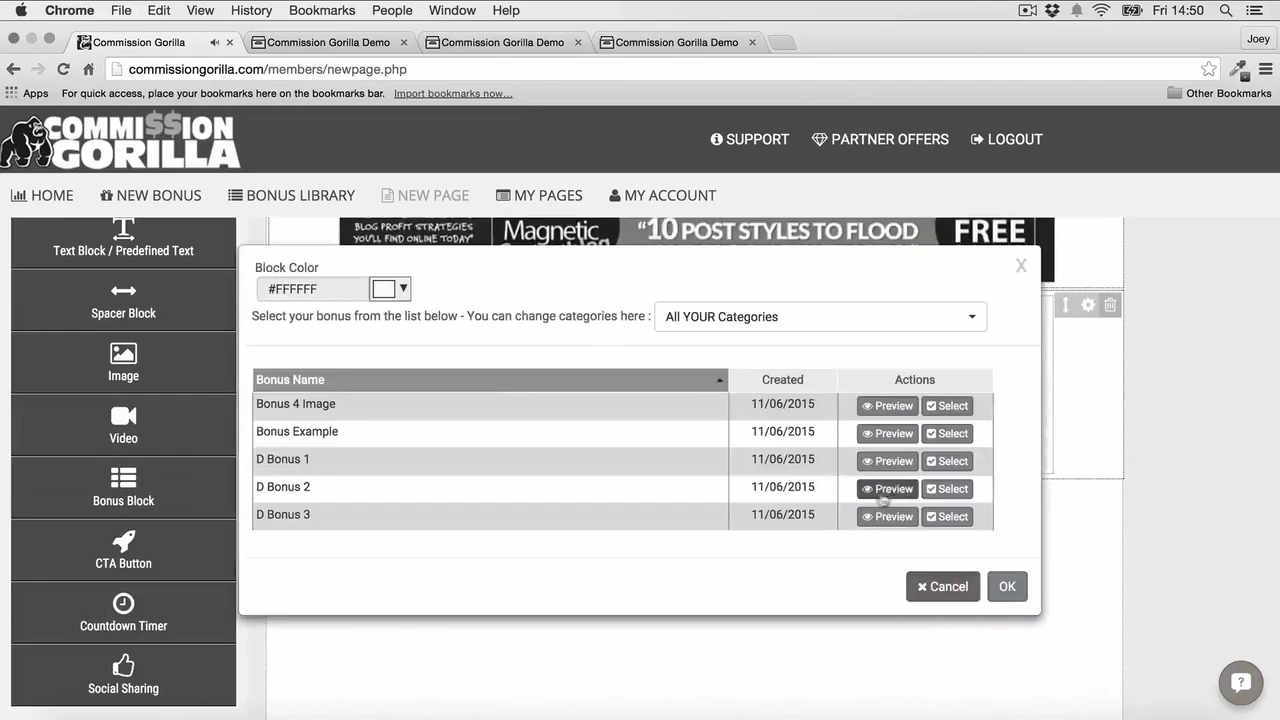 Chrome File Edit View History Bookmarks People Window Help Fri 14:50
Commission Gorilla Commission Gorilla Demo Commission Gorilla Demo Commission Gorilla Demo Joey
commissiongorilla.com/members/newpage.php
Apps For quick access, place your bookmarks here on the bookmarks bar. Import bookmarks now... Other Bookmarks
COMMI$$ION
GORILLA
SUPPORT PARTNER OFFERS LOGOUT
HOME NEW BONUS BONUS LIBRARY NEW PAGE MY PAGES MY ACCOUNT
BLOG PROFIT STRATEGIES
YOU'LL FIND ONLINE TODAY"
Magnetic
"10 POST STYLES TO FLOOD
FREE
Text Block / Predefined Text
Spacer Block
Image
Video
Bonus Block
CTA Button
Countdown Timer
Social Sharing
Block Color
X
#FFFFFF
Select your bonus from the list below - You can change categories here : All YOUR Categories
Bonus Name Created Actions
Bonus 4 Image 11/06/2015 Preview Select
Bonus Example 11/06/2015 Preview Select
D Bonus 1 11/06/2015 Preview Select
D Bonus 2 11/06/2015 Preview Select
D Bonus 3 11/06/2015 Preview Select
Cancel OK